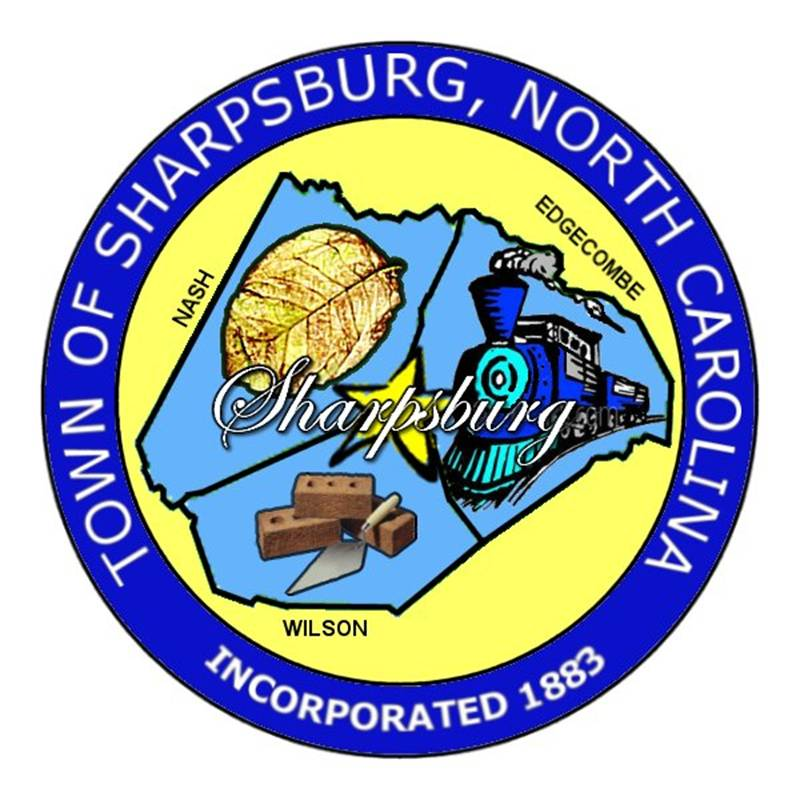 TOWN OF SHARPSBURG, NORTH CAROLINA
NASH
EDGECOMBE
Sharpsburg
WILSON
INCORPORATED 1883